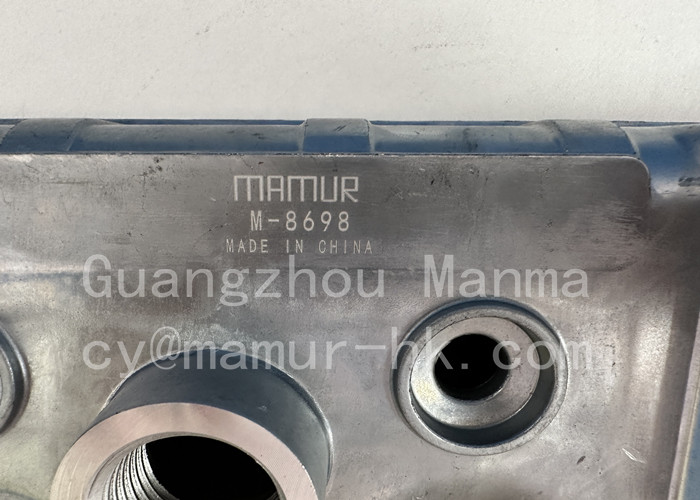 MAMUR
M-8698
MADE IN CHINA
Guangzhou Manma
cy@mamur-hk.com